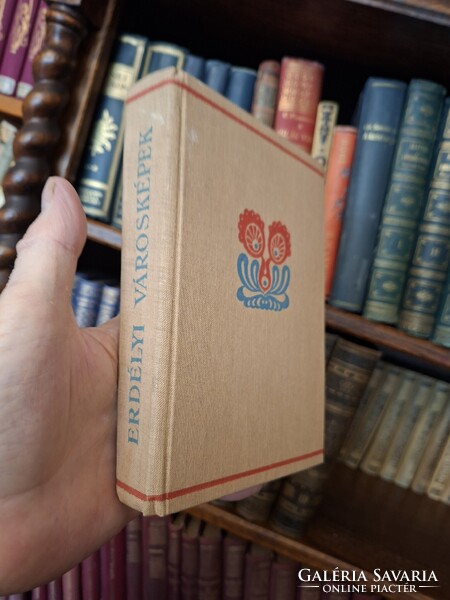 ERDÉLYI VÁROSKÉPEK
GALÉRIA SAVARIA
ONLINE PIACTÉR